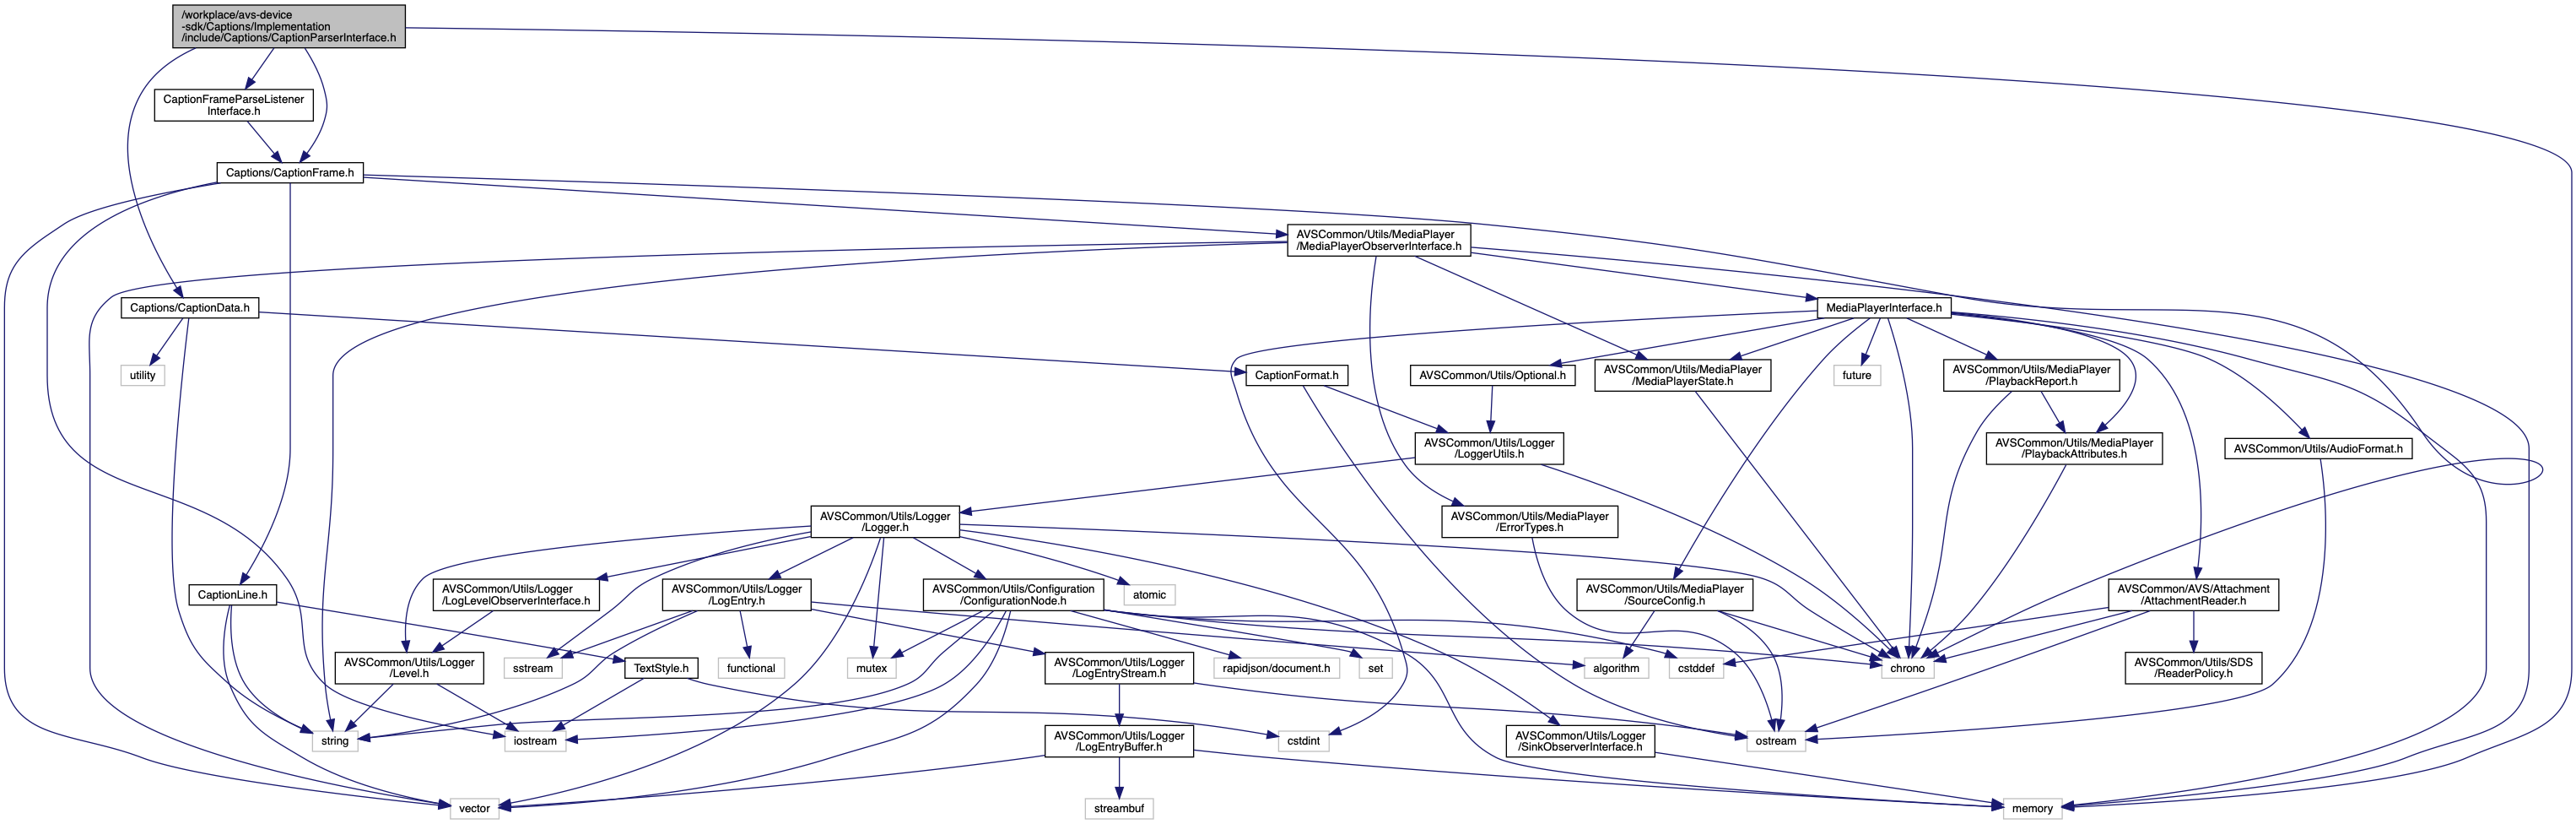 /workplace/avs-device
-sdk/Captions/Implementation
/include/Captions/CaptionParserInterface.h
CaptionFrameParseListener
Interface.h
Captions/CaptionFrame.h
AVSCommon/Utils/MediaPlayer
/MediaPlayerObserverInterface.h
Captions/CaptionData.h
MediaPlayerInterface.h
utility
CaptionFormat.h
AVSCommon/Utils/Optional.h
AVSCommon/Utils/MediaPlayer
/MediaPlayerState.h
future
AVSCommon/Utils/MediaPlayer
/PlaybackReport.h
AVSCommon/Utils/Logger
/LoggerUtils.h
AVSCommon/Utils/MediaPlayer
/PlaybackAttributes.h
AVSCommon/Utils/AudioFormat.h
AVSCommon/Utils/Logger
/Logger.h
AVSCommon/Utils/MediaPlayer
/ErrorTypes.h
CaptionLine.h
AVSCommon/Utils/Logger
/LogLevelObserverInterface.h
AVSCommon/Utils/Logger
/LogEntry.h
AVSCommon/Utils/Configuration
/ConfigurationNode.h
atomic
AVSCommon/Utils/MediaPlayer
/SourceConfig.h
AVSCommon/AVS/Attachment
/AttachmentReader.h
AVSCommon/Utils/Logger
/Level.h
sstream
TextStyle.h
functional
mutex
AVSCommon/Utils/Logger
/LogEntryStream.h
rapidjson/document.h
set
algorithm
cstddef
chrono
AVSCommon/Utils/SDS
/ReaderPolicy.h
string
iostream
AVSCommon/Utils/Logger
/LogEntryBuffer.h
cstdint
AVSCommon/Utils/Logger
/SinkObserverInterface.h
ostream
vector
streambuf
memory